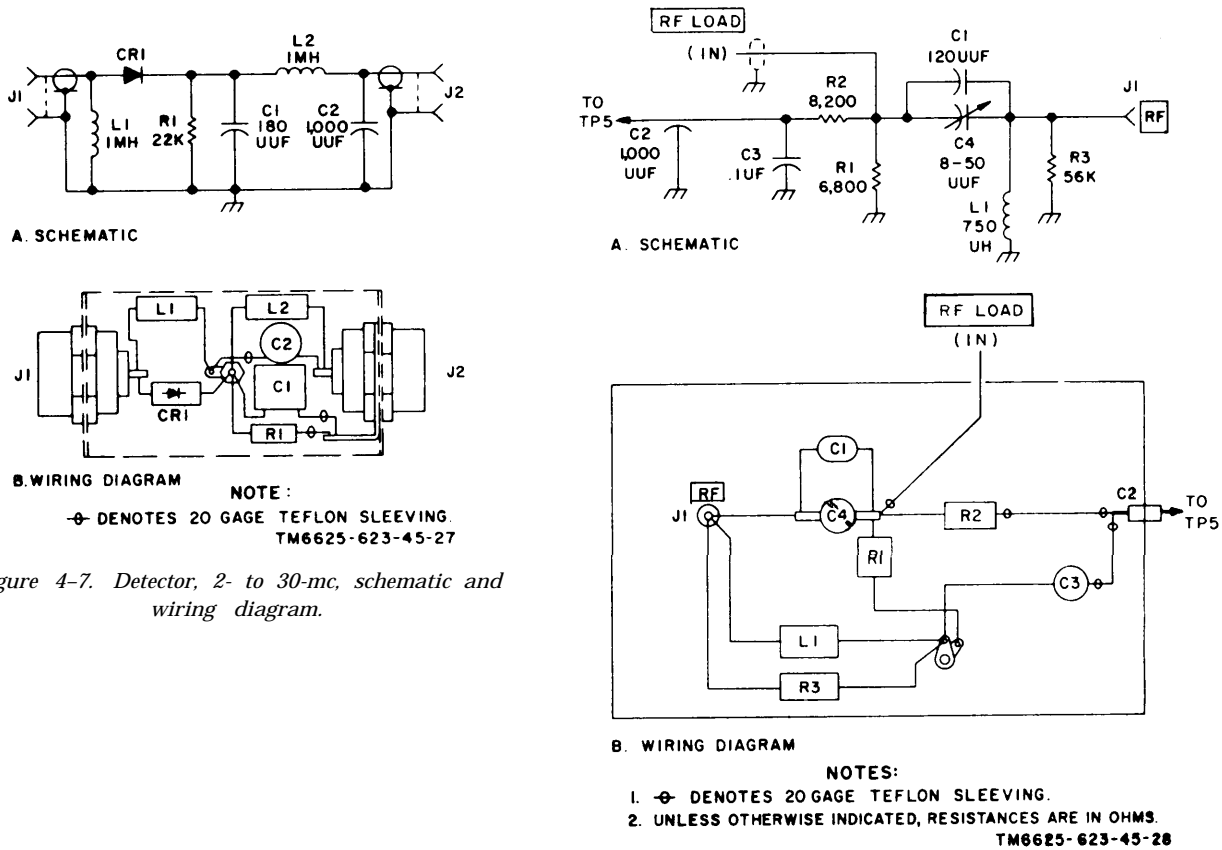 CR1
L2
1MH
J1
L1
1MH
R1
22K
C1
180
UUF
C2
1,000
UUF
J2
A. SCHEMATIC
L1
L2
C2
C1
J1
J2
CR1
R1
B. WIRING DIAGRAM
NOTE:
DENOTES 20 GAGE TEFLON SLEEVING.
TM6625-623-45-27
gure 4-7. Detector, 2- to 30-mc, schematic and
wiring diagram.
RF LOAD
(IN)
C1
120UUF
R2
8,200
J1
RF
TO
TP5
C2
1,000
UUF
C3
.1UF
R1
6,800
C4
8-50
UUF
R3
56K
L1
750
UH
A. SCHEMATIC
RF LOAD
(IN)
C1
RF
J1
C4
R2
C2
TO
TP5
R1
C3
L1
R3
B. WIRING DIAGRAM
NOTES:
1. DENOTES 20 GAGE TEFLON SLEEVING.
2. UNLESS OTHERWISE INDICATED, RESISTANCES ARE IN OHMS.
TM6625-623-45-28